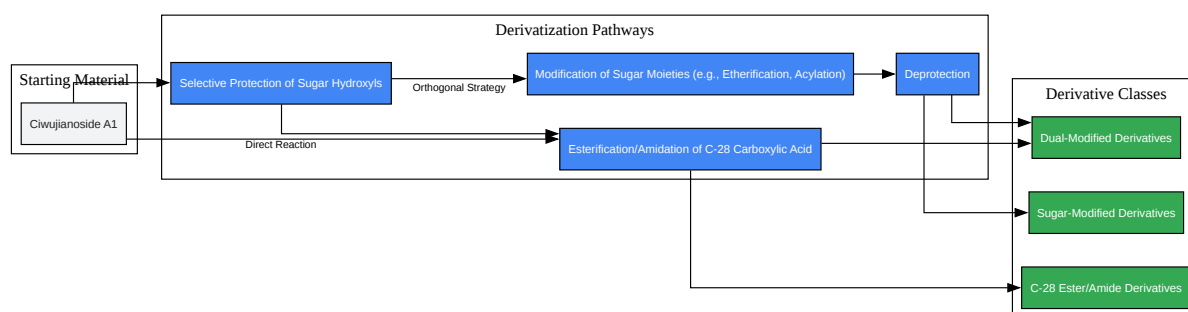 Derivatization Pathways
Starting Material
Selective Protection of Sugar Hydroxyls
Orthogonal Strategy
Modification of Sugar Moieties (e.g., Etherification, Acylation)
Deprotection
Derivative Classes
Ciwujianoside A1
Direct Reaction
Esterification/Amidation of C-28 Carboxylic Acid
Dual-Modified Derivatives
Sugar-Modified Derivatives
C-28 Ester/Amide Derivatives